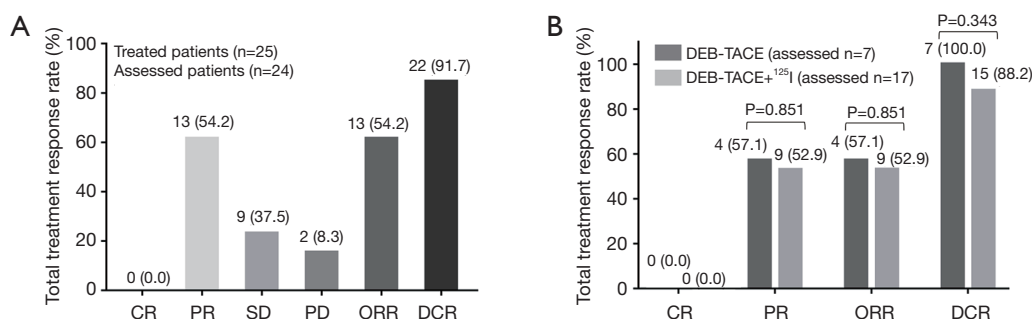 A
Total treatment response rate (%)
Treated patients (n=25)
Assessed patients (n=24)
100
80
60
40
20
0
0 (0.0)
13 (54.2)
9 (37.5)
2 (8.3)
13 (54.2)
22 (91.7)
CR PR SD PD ORR DCR
B
Total treatment response rate (%)
DEB-TACE (assessed n=7)
DEB-TACE+¹²⁵I (assessed n=17)
100
80
60
40
20
0
0 (0.0)
0 (0.0)
P=0.851
4 (57.1)
9 (52.9)
P=0.851
4 (57.1)
9 (52.9)
P=0.343
7 (100.0)
15 (88.2)
CR PR ORR DCR